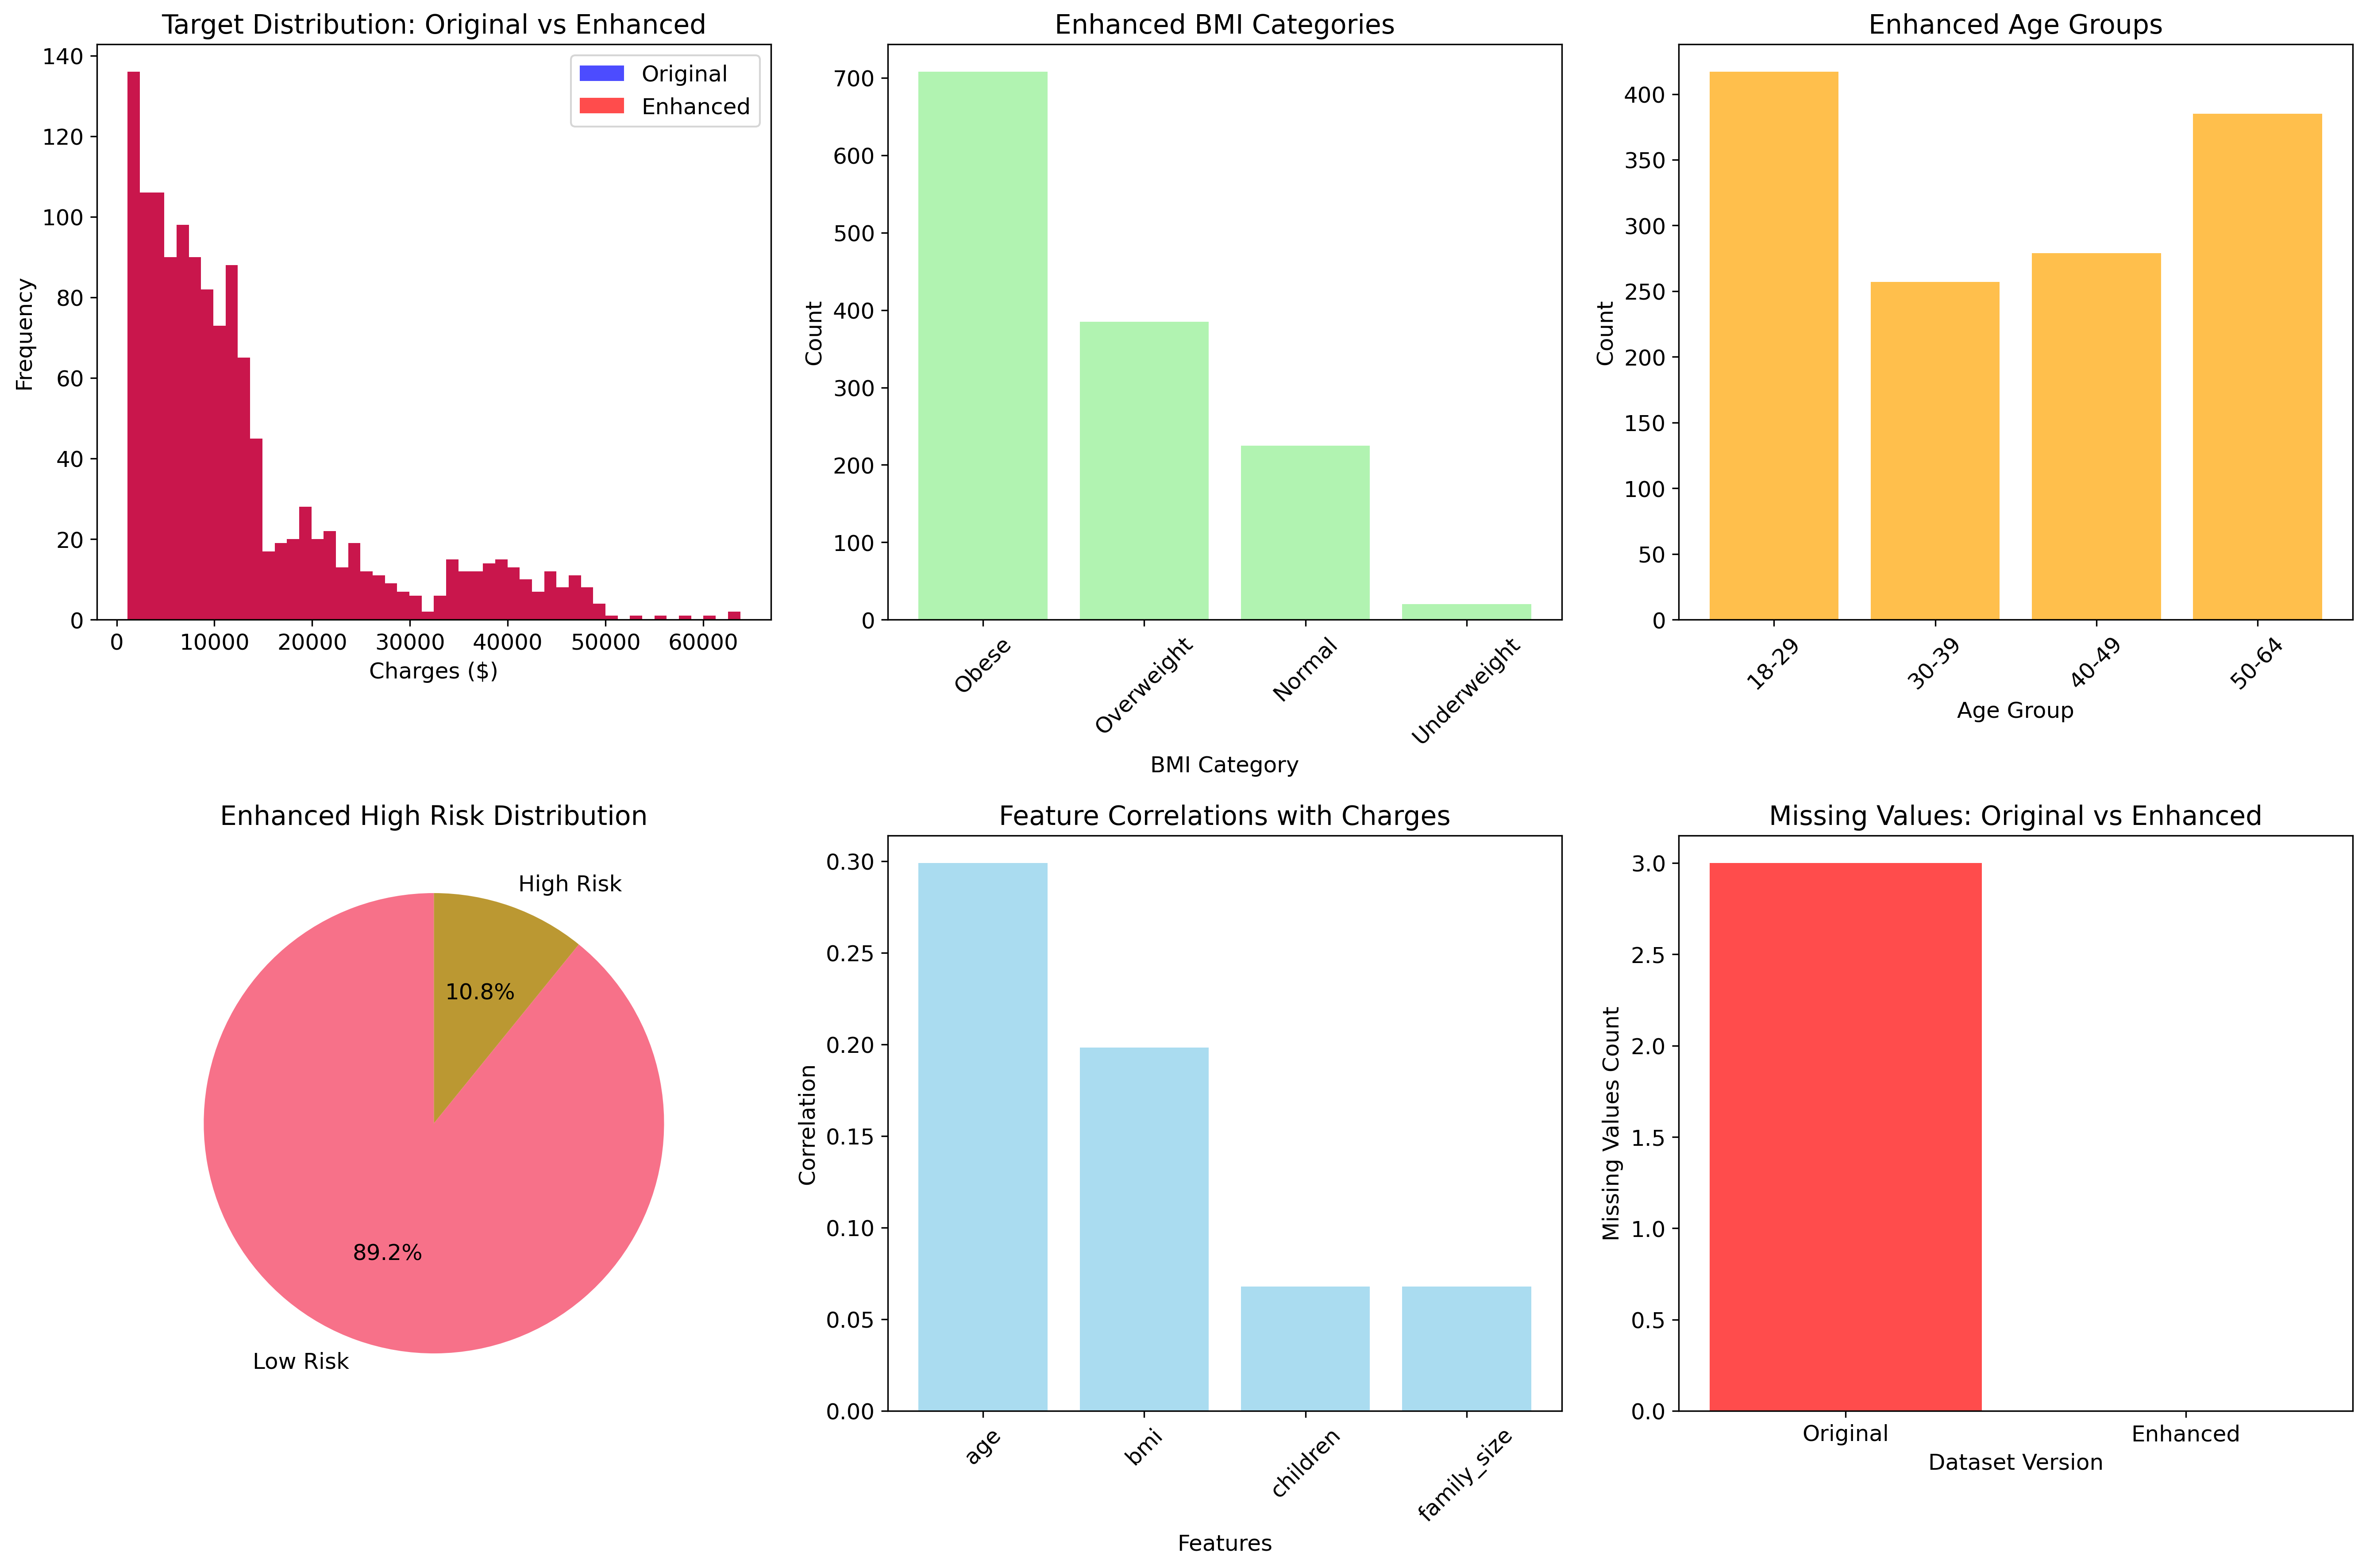 Target Distribution: Original vs Enhanced
140
120
100
80
60
40
20
0
Frequency
Original
Enhanced
0 10000 20000 30000 40000 50000 60000
Charges ($)
Enhanced BMI Categories
700
600
500
400
300
200
100
0
Count
Obese
Overweight
Normal
Underweight
BMI Category
Enhanced Age Groups
400
350
300
250
200
150
100
50
0
Count
18-29
30-39
40-49
50-64
Age Group
Enhanced High Risk Distribution
High Risk
10.8%
89.2%
Low Risk
Feature Correlations with Charges
0.30
0.25
0.20
0.15
0.10
0.05
0.00
Correlation
age
bmi
children
family_size
Features
Missing Values: Original vs Enhanced
3.0
2.5
2.0
1.5
1.0
0.5
0.0
Missing Values Count
Original Enhanced
Dataset Version